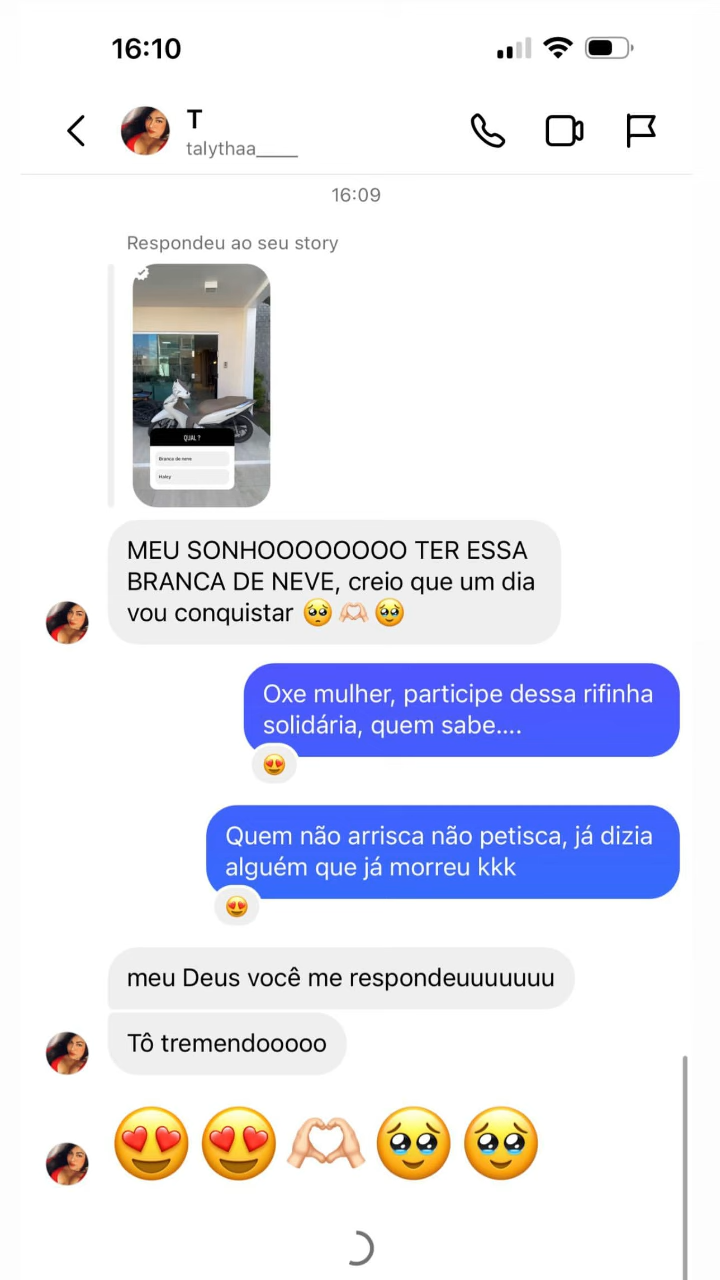 16:10
T
talythaa____
16:09
Respondeu ao seu story
QUAL?
Branca de neve
Haley
MEU SONHOOOOOOOO TER ESSA
BRANCA DE NEVE, creio que um dia
vou conquistar 🥺🫶🏻🥹
Oxe mulher, participe dessa rifinha
solidária, quem sabe....
😍
Quem não arrisca não petisca, já dizia
alguém que já morreu kkk
😍
meu Deus você me respondeuuuuuuu
Tô tremendooooo
😍😍🫶🏻🥹🥹